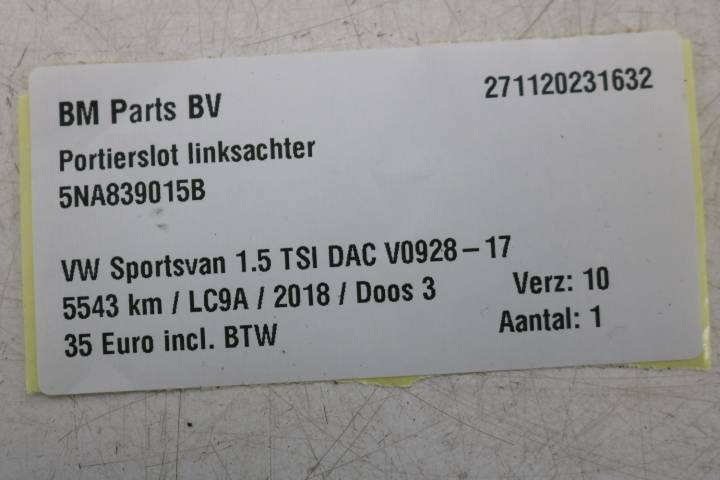 BM Parts BV 271120231632
Portierslot linksachter
5NA839015B
VW Sportsvan 1.5 TSI DAC V0928-17
5543 km / LC9A / 2018 / Doos 3 Verz: 10
35 Euro incl. BTW Aantal: 1